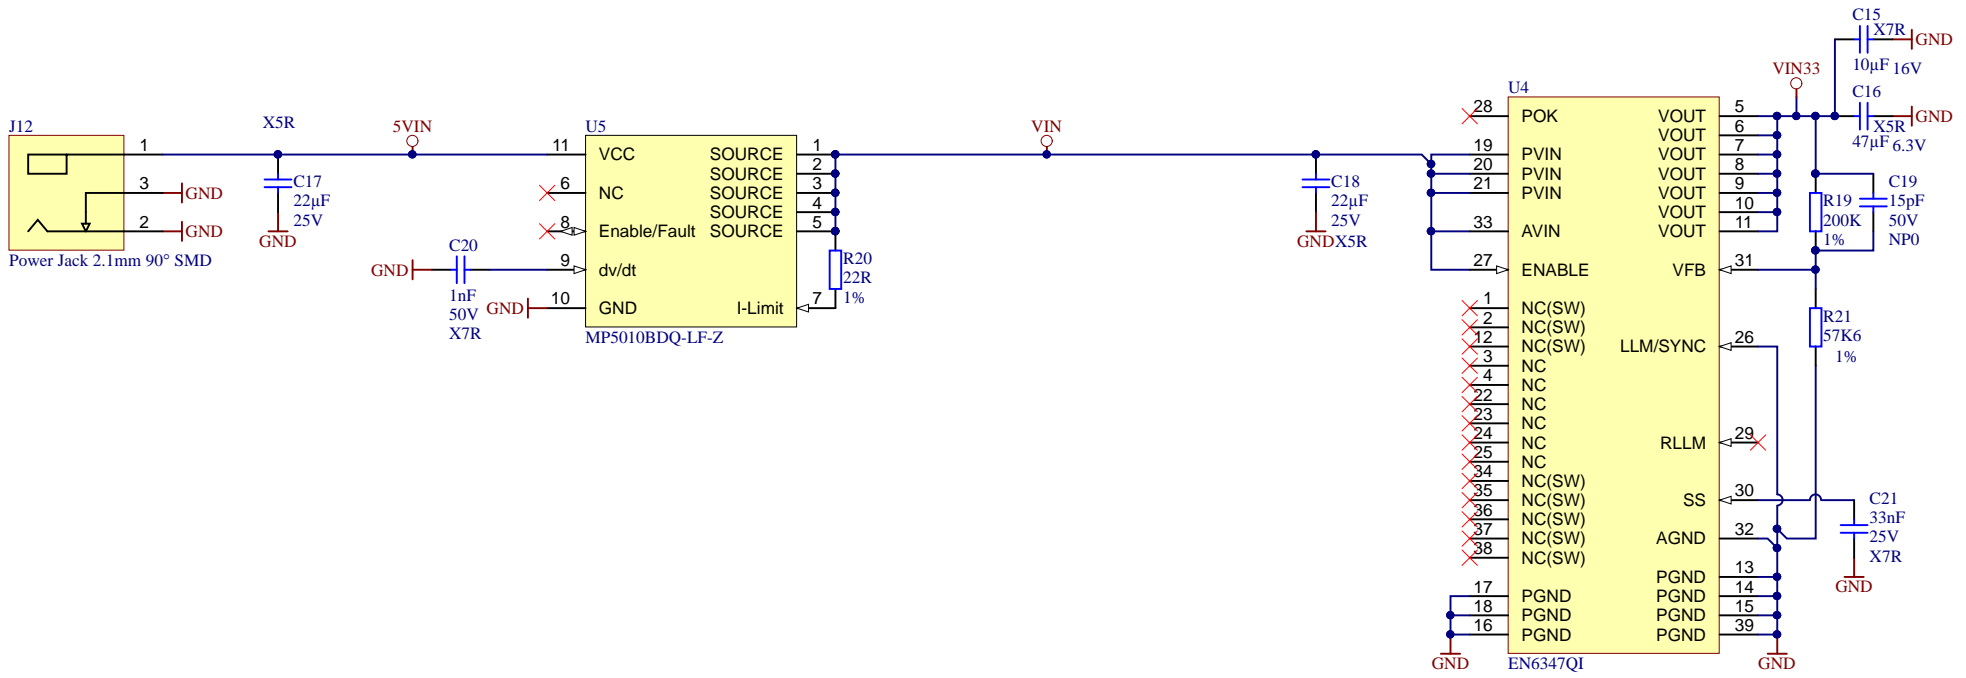 J12
1
3
GND
2
GND
Power Jack 2.1mm 90° SMD
X5R
C17
22µF
25V
GND
5VIN
C20
GND
1nF
50V
X7R
GND
U5
11
VCC
6
NC
8
Enable/Fault
9
dv/dt
10
GND
SOURCE
1
SOURCE
2
SOURCE
3
SOURCE
4
SOURCE
5
I-Limit
7
MP5010BDQ-LF-Z
R20
22R
1%
VIN
C18
22µF
25V
GND
X5R
U4
28
POK
19
PVIN
20
PVIN
21
PVIN
33
AVIN
27
ENABLE
1
NC(SW)
2
NC(SW)
12
NC(SW)
3
NC
4
NC
22
NC
23
NC
24
NC
25
NC
34
NC(SW)
35
NC(SW)
36
NC(SW)
37
NC(SW)
38
NC(SW)
17
PGND
18
PGND
16
PGND
GND
VOUT
5
VOUT
6
VOUT
7
VOUT
8
VOUT
9
VOUT
10
VOUT
11
VFB
31
LLM/SYNC
26
RLLM
29
SS
30
AGND
32
PGND
13
PGND
14
PGND
15
PGND
39
GND
EN6347QI
VIN33
C15
X7R
GND
10µF
16V
C16
X5R
GND
47µF
6.3V
R19
200K
1%
C19
15pF
50V
NP0
R21
57K6
1%
C21
33nF
25V
X7R
GND